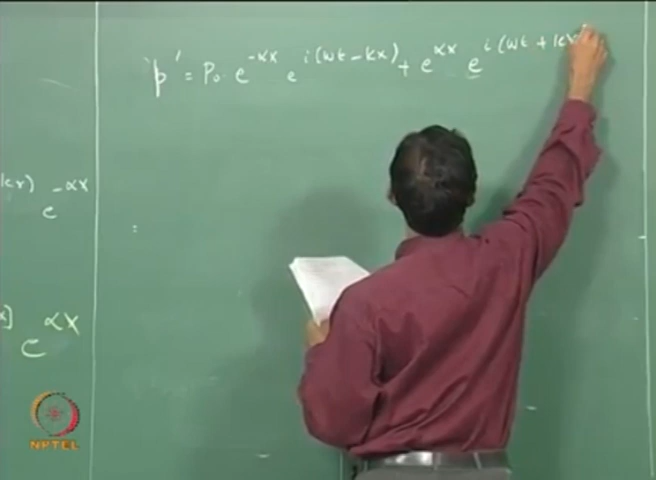 'p' = P₀. e^{-αx} e^{i(ωt - kx)} + e^{αx} e^{i(ωt + kx)}
kx) e^{-αx}
=
x] e^{αx}
NPTEL